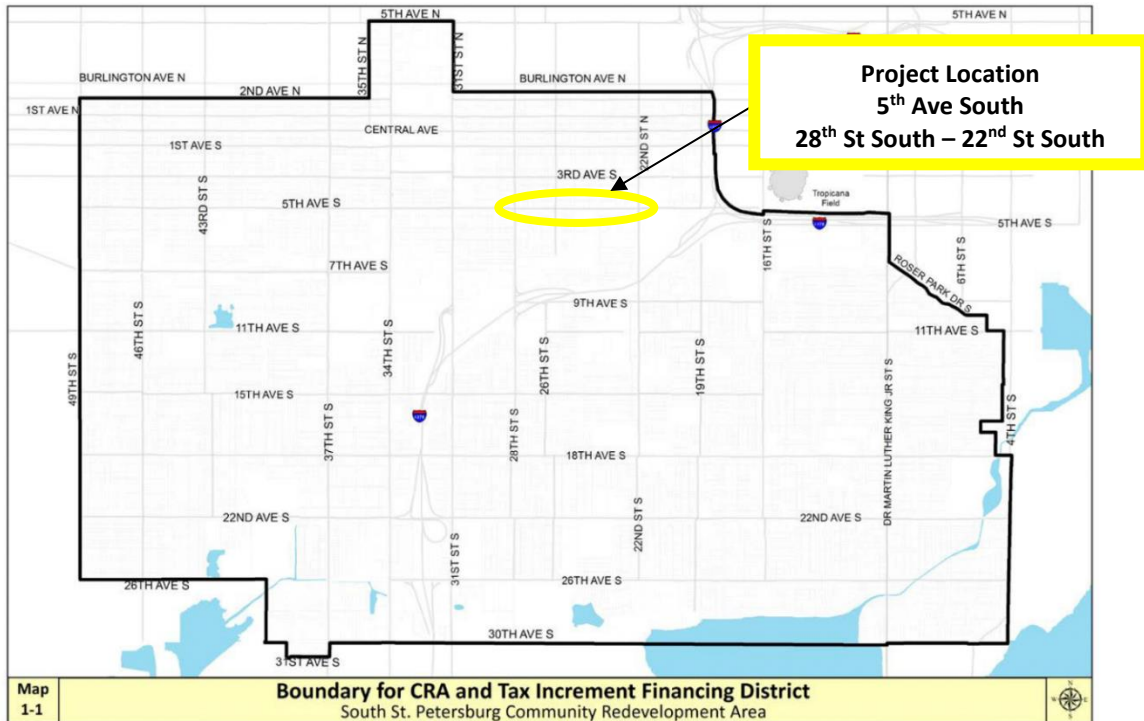 5TH AVE N
5TH AVE N
35TH ST N
31ST ST N
BURLINGTON AVE N
BURLINGTON AVE N
2ND AVE N
1ST AVE N
Project Location
5th Ave South
28th St South – 22nd St South
CENTRAL AVE
1ST AVE S
22ND ST N
3RD AVE S
43RD ST S
5TH AVE S
Tropicana
Field
5TH AVE S
16TH ST S
6TH ST S
ROSER PARK DR S
7TH AVE S
9TH AVE S
11TH AVE S
11TH AVE S
46TH ST S
34TH ST S
49TH ST S
26TH ST S
19TH ST S
15TH AVE S
37TH ST S
28TH ST S
DR MARTIN LUTHER KING JR ST S
4TH ST S
18TH AVE S
22ND AVE S
22ND ST S
22ND AVE S
31ST ST S
26TH AVE S
26TH AVE S
30TH AVE S
31ST AVE S
Map
1-1
Boundary for CRA and Tax Increment Financing District
South St. Petersburg Community Redevelopment Area